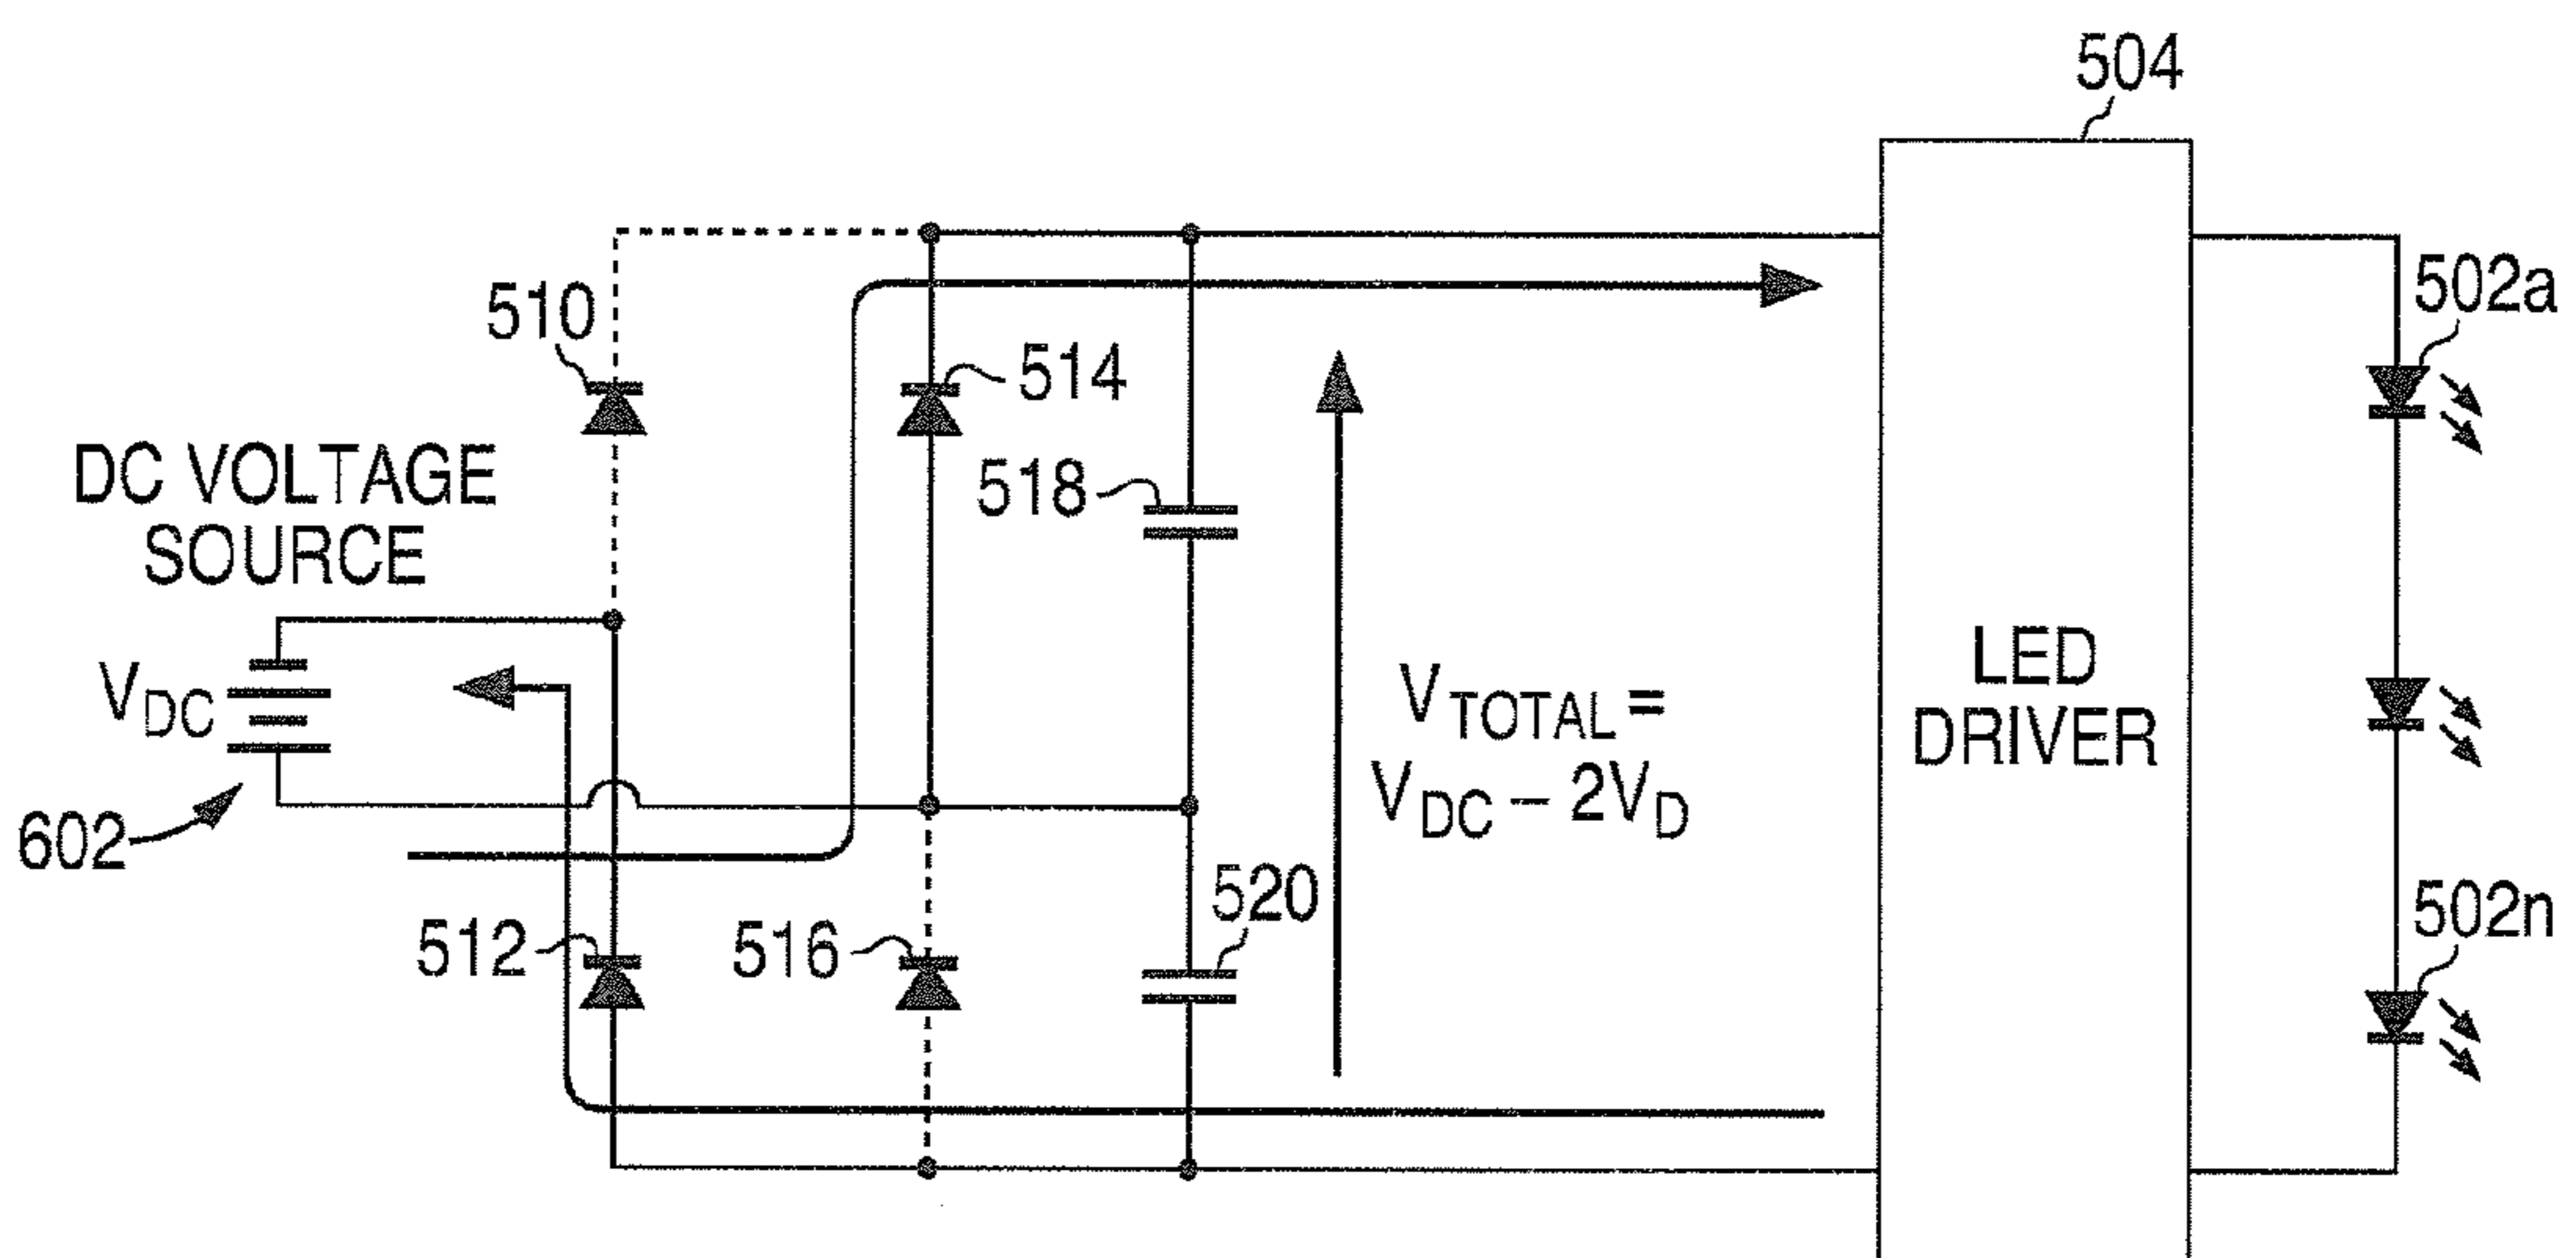 504
510
514
502a
DC VOLTAGE
SOURCE
518
VDC
VTOTAL =
VDC – 2VD
LED
DRIVER
602
512
516
520
502n